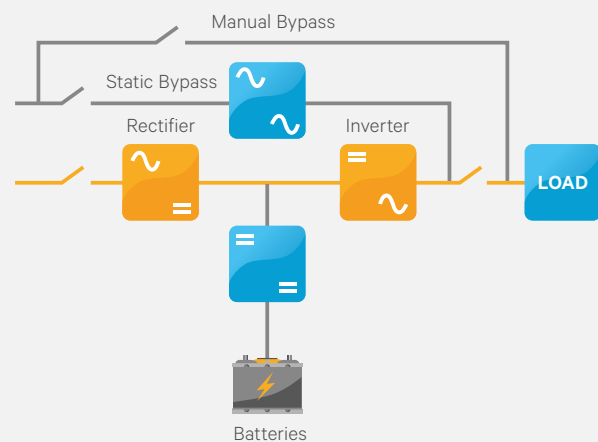 Manual Bypass
Static Bypass
Rectifier
Inverter
LOAD
Batteries